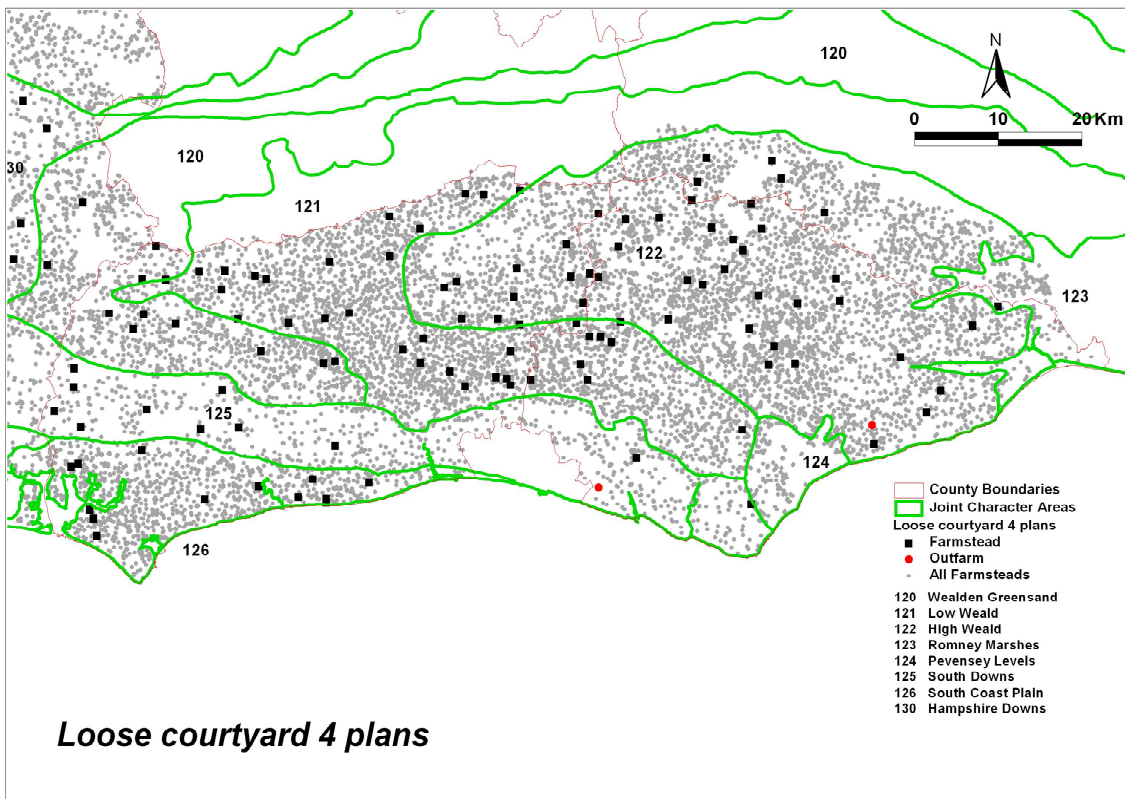 120
N
0 10 20 Km
120
30
121
122
123
125
124
126
County Boundaries
Joint Character Areas
Loose courtyard 4 plans
Farmstead
Outfarm
All Farmsteads
120 Wealden Greensand
121 Low Weald
122 High Weald
123 Romney Marshes
124 Pevensey Levels
125 South Downs
126 South Coast Plain
130 Hampshire Downs
Loose courtyard 4 plans